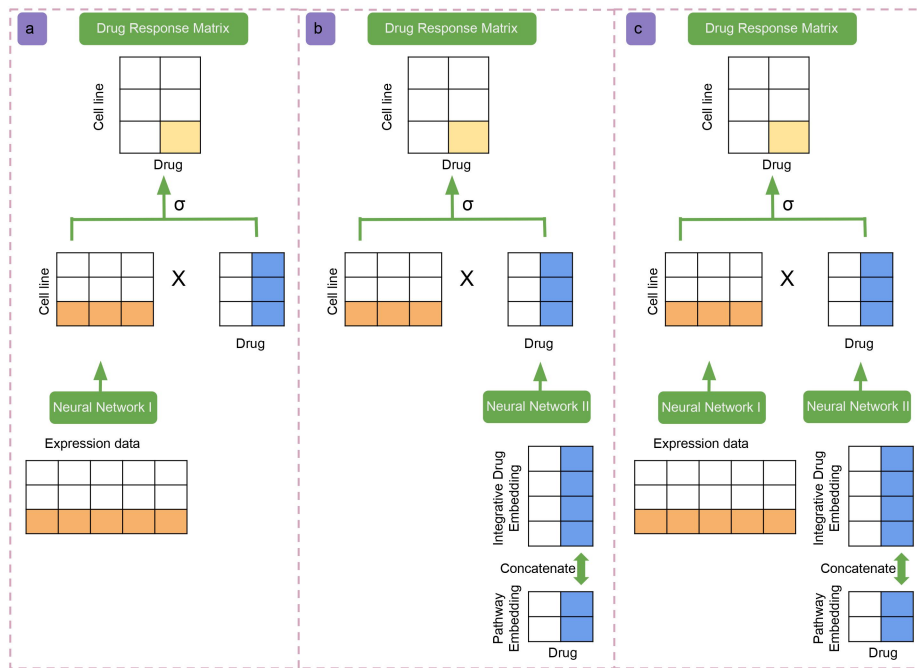 a
Drug Response Matrix
Cell line
Drug
σ
Cell line
X
Drug
Neural Network I
Expression data
b
Drug Response Matrix
Cell line
Drug
σ
Cell line
X
Drug
Neural Network II
Integrative Drug
Embedding
Concatenate
Pathway
Embedding
Drug
c
Drug Response Matrix
Cell line
Drug
σ
Cell line
X
Drug
Neural Network I
Neural Network II
Expression data
Integrative Drug
Embedding
Concatenate
Pathway
Embedding
Drug